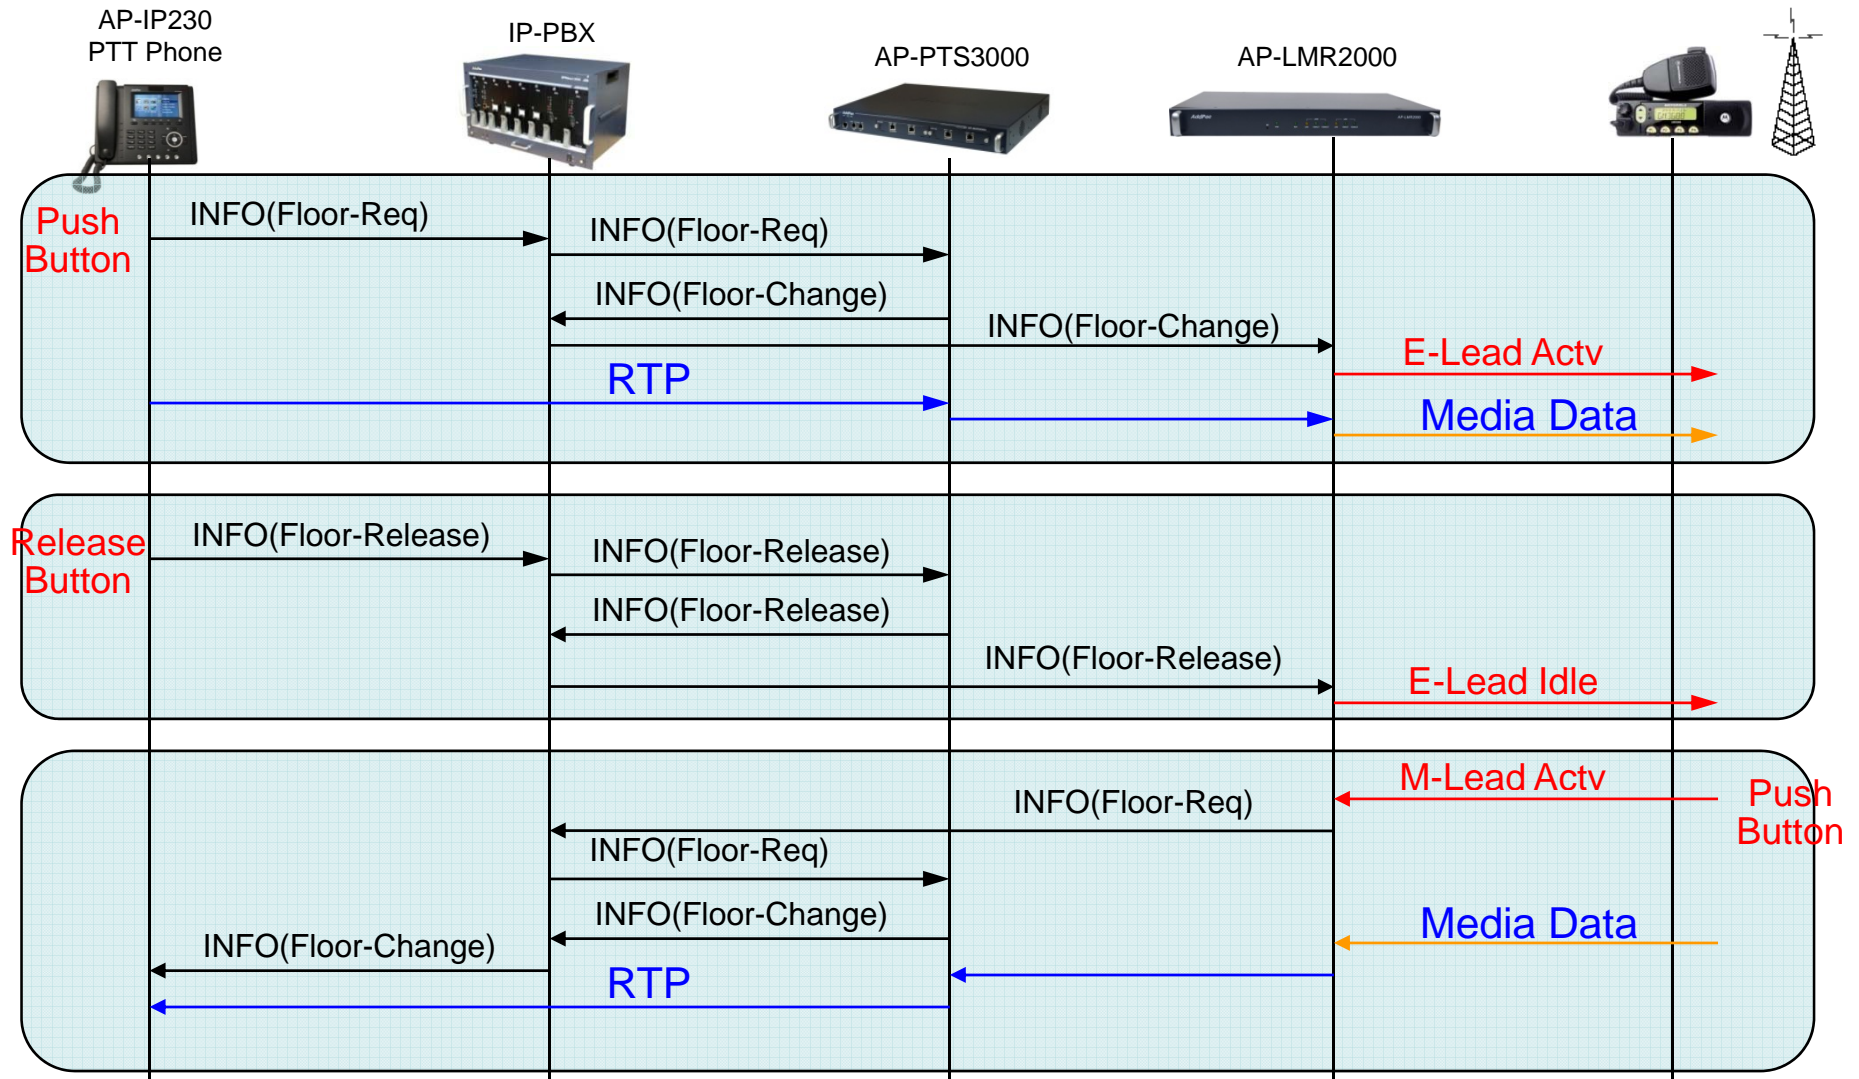 AP-IP230
PTT Phone
IP-PBX
AP-PTS3000
AP-LMR2000
Push
Button
INFO(Floor-Req)
INFO(Floor-Req)
INFO(Floor-Change)
INFO(Floor-Change)
E-Lead Actv
RTP
Media Data
Release
Button
INFO(Floor-Release)
INFO(Floor-Release)
INFO(Floor-Release)
INFO(Floor-Release)
E-Lead Idle
M-Lead Actv
Push
Button
INFO(Floor-Req)
INFO(Floor-Req)
INFO(Floor-Change)
Media Data
INFO(Floor-Change)
RTP